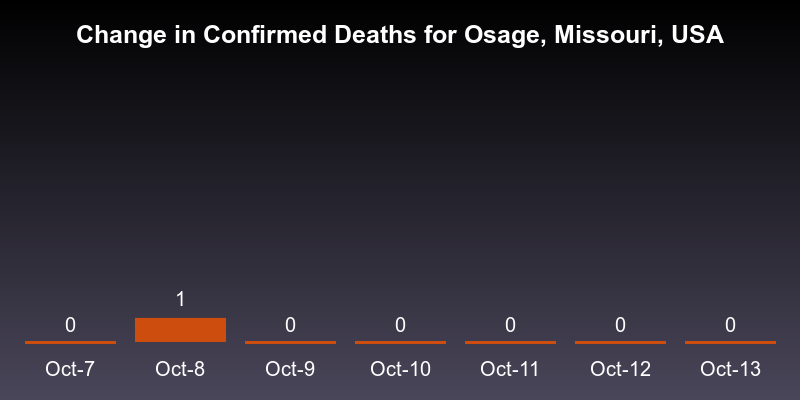 Change in Confirmed Deaths for Osage, Missouri, USA
1
0 0 0 0 0 0
Oct-7 Oct-8 Oct-9 Oct-10 Oct-11 Oct-12 Oct-13